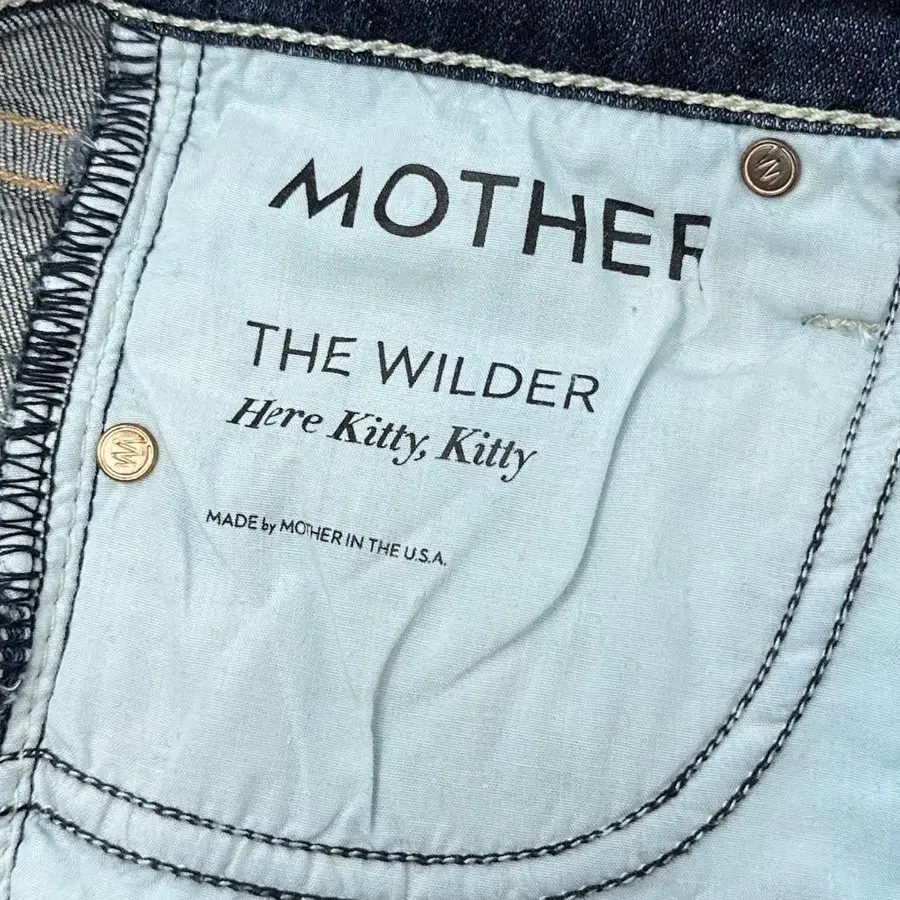 MOTHER
THE WILDER
Here Kitty, Kitty
MADE by MOTHER IN THE U.S.A.